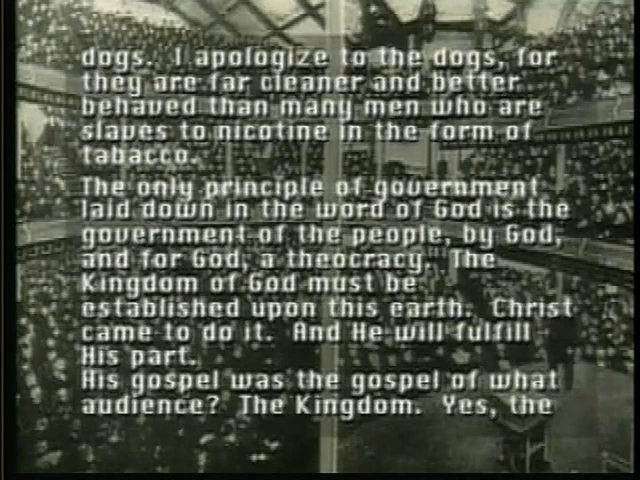 dogs. I apologize to the dogs, for
they are far cleaner and better
behaved than many men who are
slaves to nicotine in the form of
tabacco.
The only principle of government
laid down in the word of God is the
government of the people, by God,
and for God, a theocracy. The
Kingdom of God must be
established upon this earth. Christ
came to do it. And He will fulfill
His part.
His gospel was the gospel of what
audience? The Kingdom. Yes, the